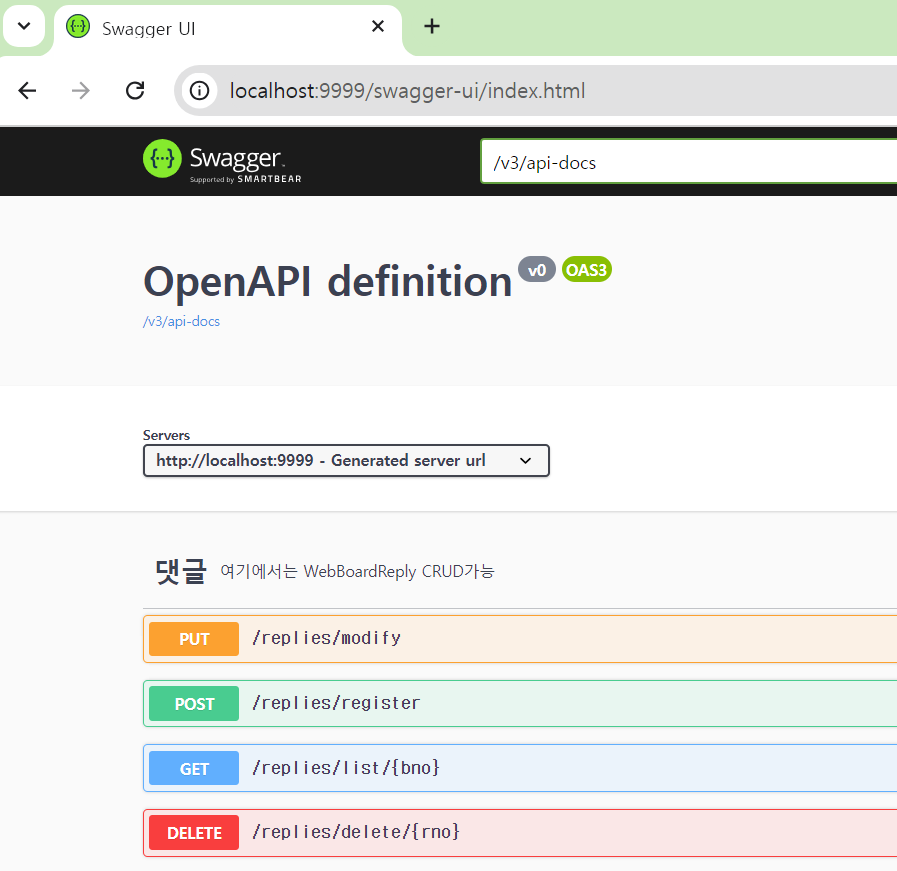 Swagger UI
localhost:9999/swagger-ui/index.html
Swagger
Supported by SMARTBEAR
/v3/api-docs
OpenAPI definition v0 OAS3
/v3/api-docs
Servers
http://localhost:9999 - Generated server url
댓글 여기에서는 WebBoardReply CRUD가능
PUT /replies/modify
POST /replies/register
GET /replies/list/{bno}
DELETE /replies/delete/{rno}